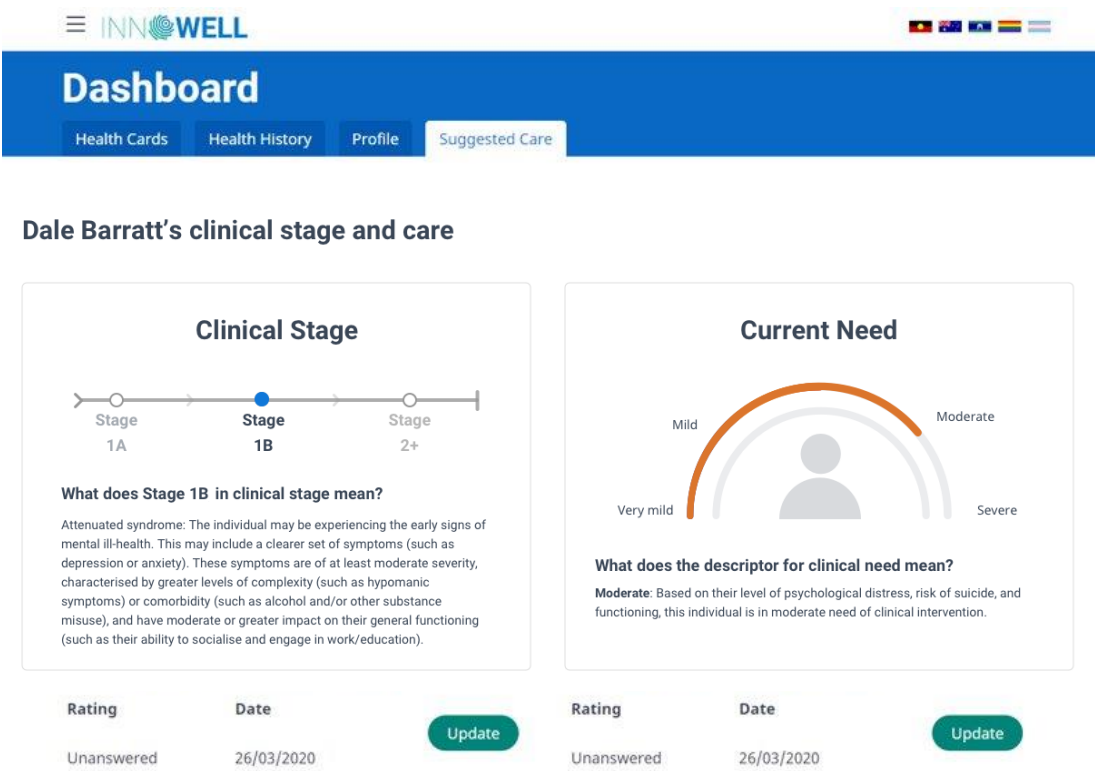 INNOWELL
Dashboard
Health Cards Health History Profile Suggested Care
Dale Barratt’s clinical stage and care
Clinical Stage
Stage 1A
Stage 1B
Stage 2+
What does Stage 1B in clinical stage mean?
Attenuated syndrome: The individual may be experiencing the early signs of
mental ill-health. This may include a clearer set of symptoms (such as
depression or anxiety). These symptoms are of at least moderate severity,
characterised by greater levels of complexity (such as hypomanic
symptoms) or comorbidity (such as alcohol and/or other substance
misuse), and have moderate or greater impact on their general functioning
(such as their ability to socialise and engage in work/education).
Rating Date
Update
Unanswered 26/03/2020
Current Need
Mild
Moderate
Very mild
Severe
What does the descriptor for clinical need mean?
Moderate: Based on their level of psychological distress, risk of suicide, and
functioning, this individual is in moderate need of clinical intervention.
Rating Date
Update
Unanswered 26/03/2020